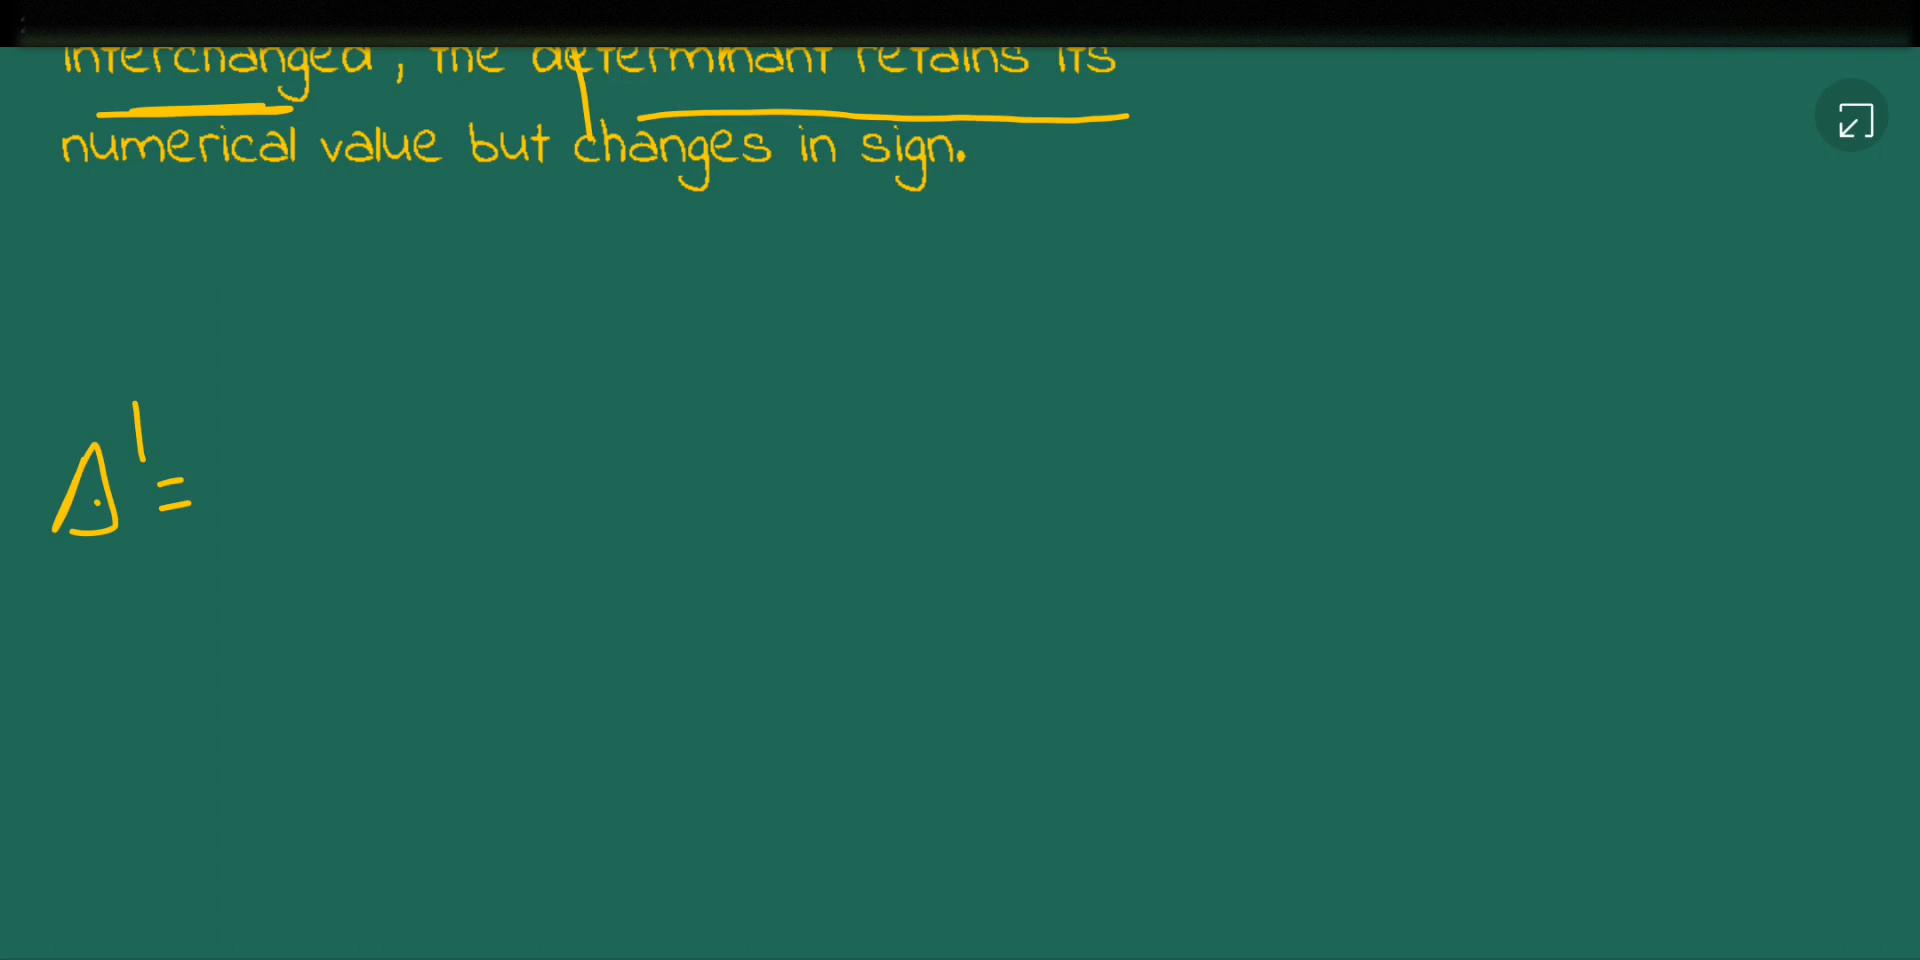 interchanged, the determinant retains its
numerical value but changes in sign.
Δ' =